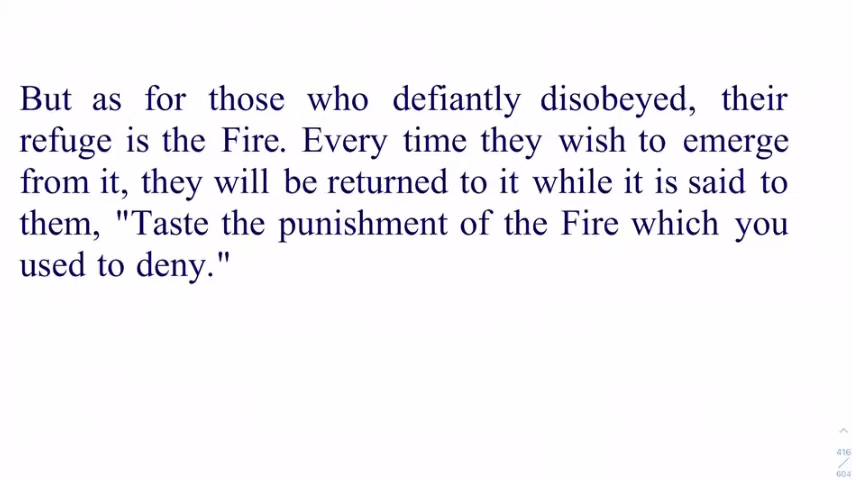 But as for those who defiantly disobeyed, their
refuge is the Fire. Every time they wish to emerge
from it, they will be returned to it while it is said to
them, "Taste the punishment of the Fire which you
used to deny."
416
/
604